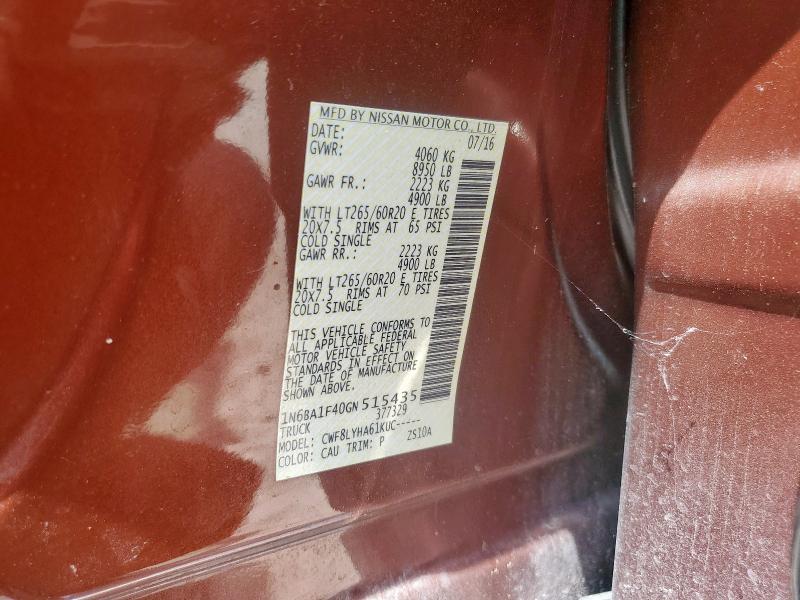 MFD BY NISSAN MOTOR CO., LTD.
DATE: 07/16
GVWR: 4060 KG
8950 LB
GAWR FR.: 2223 KG
4900 LB
WITH LT265/60R20 E TIRES
20X7.5 RIMS AT 65 PSI
COLD SINGLE
GAWR RR.: 2223 KG
4900 LB
WITH LT265/60R20 E TIRES
20X7.5 RIMS AT 70 PSI
COLD SINGLE
THIS VEHICLE CONFORMS TO
ALL APPLICABLE FEDERAL
MOTOR VEHICLE SAFETY
STANDARDS IN EFFECT ON
THE DATE OF MANUFACTURE
SHOWN ABOVE.
1N6BA1F40GN515435
TRUCK 377329
MODEL: CWF8LYHA61KUC-----
COLOR: CAU TRIM: P ZS10A